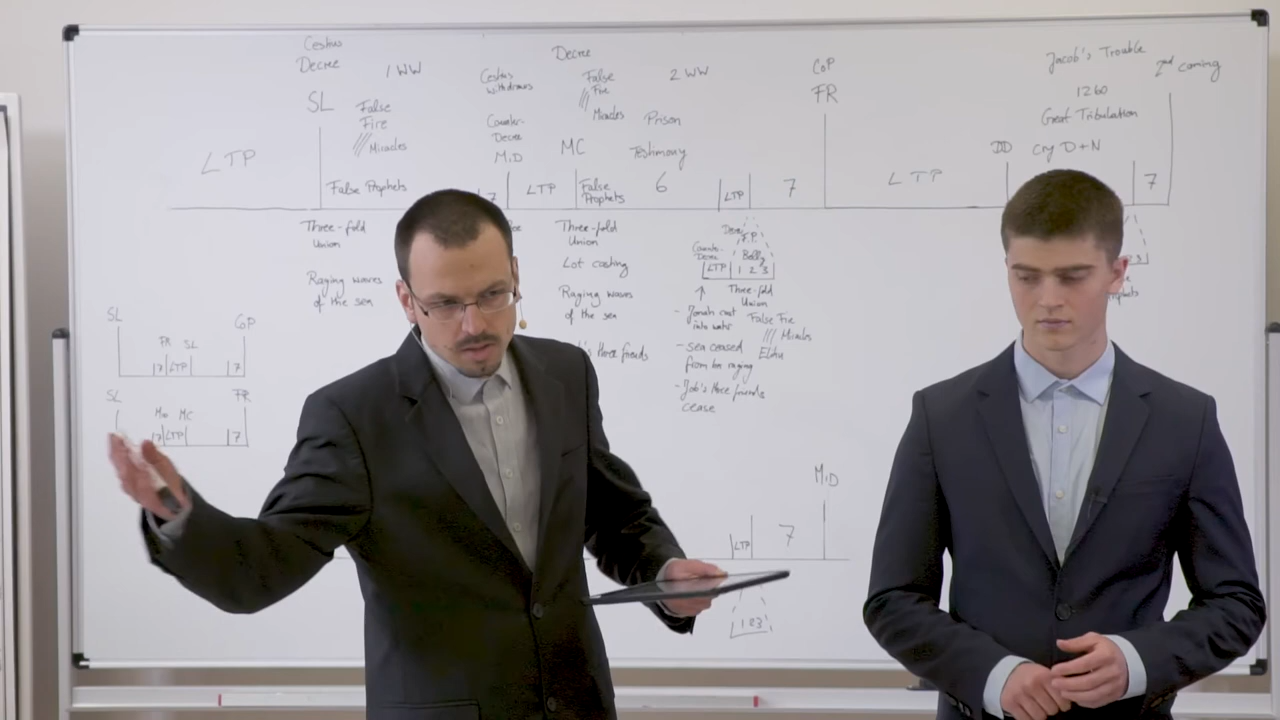 Cestius
Decree
1 WW
Cestius
withdraws
Decree
False
Fire
/// Miracles
2 WW
CoP
FR
Jacob's Trouble
1260
Great Tribulation
2nd coming
SL
False
Fire
/// Miracles
Counter-
Decree
MiD
MC
Prison
Testimony
DD
Cry D+N
LTP
False Prophets
7
LTP
False
Prophets
6
LTP
7
LTP
7
Three-fold
Union
Raging waves
of the sea
Three-fold
Union
Lot casting
Raging waves
of the sea
's three friends
Counter-
Decree
F.P.
Belly
LTP
1 2 3
Three-fold
Union
- Jonah cast
into water
False Fire
/// Miracles
Elihu
- sea ceased
from her raging
- Job's three friends
cease
SL
CoP
FR SL
7 LTP
7
SL
FR
MiD MC
7 LTP
7
MiD
LTP
7
1 2 3